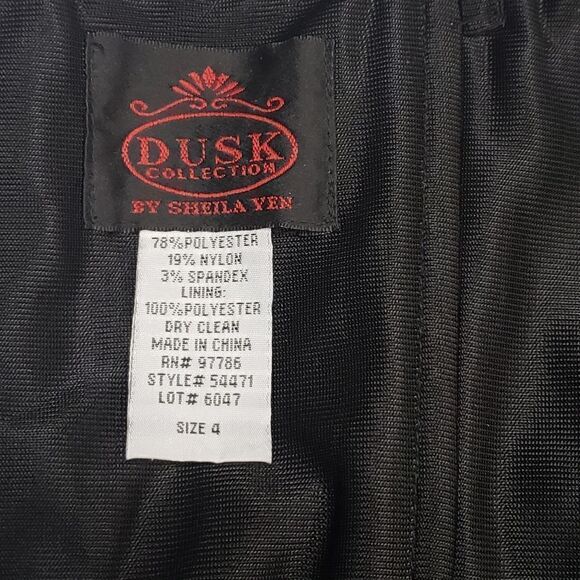 DUSK
COLLECTION
BY SHEILA YEN
78%POLYESTER
19% NYLON
3% SPANDEX
LINING:
100%POLYESTER
DRY CLEAN
MADE IN CHINA
RN# 97786
STYLE# 54471
LOT# 6047
SIZE 4